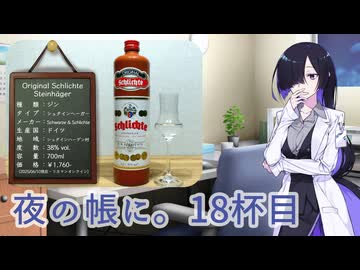 Original Schlichte
Steinhäger
種　類：ジン
タイプ：シュタインヘーガー
メーカー：Schwarze & Schlichte
生産国：ドイツ
地　域：シュタインハーゲン村
度　数：38% vol.
容　量：700ml
価　格：￥1,760-
Schlichte
Schlichte
夜の帳に。18杯目